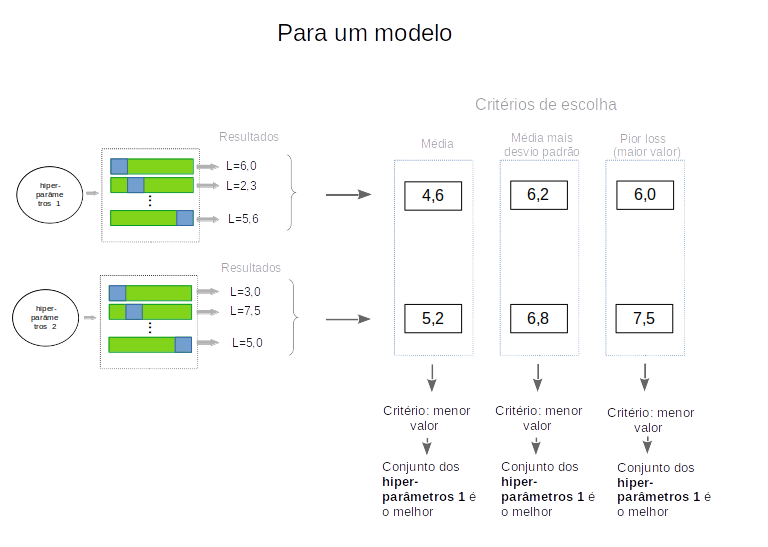 Para um modelo
Critérios de escolha
Resultados
Média
Média mais
desvio padrão
Pior loss
(maior valor)
hiper-
parâme
tros 1
L=6,0
L=2,3
...
L=5,6
4,6
6,2
6,0
Resultados
hiper-
parâme
tros 2
L=3,0
L=7,5
...
L=5,0
5,2
6,8
7,5
Critério: menor
valor
Critério: menor
valor
Critério: menor
valor
Conjunto dos
hiper-
parâmetros 1 é
o melhor
Conjunto dos
hiper-
parâmetros 1 é
o melhor
Conjunto dos
hiper-
parâmetros 1 é
o melhor